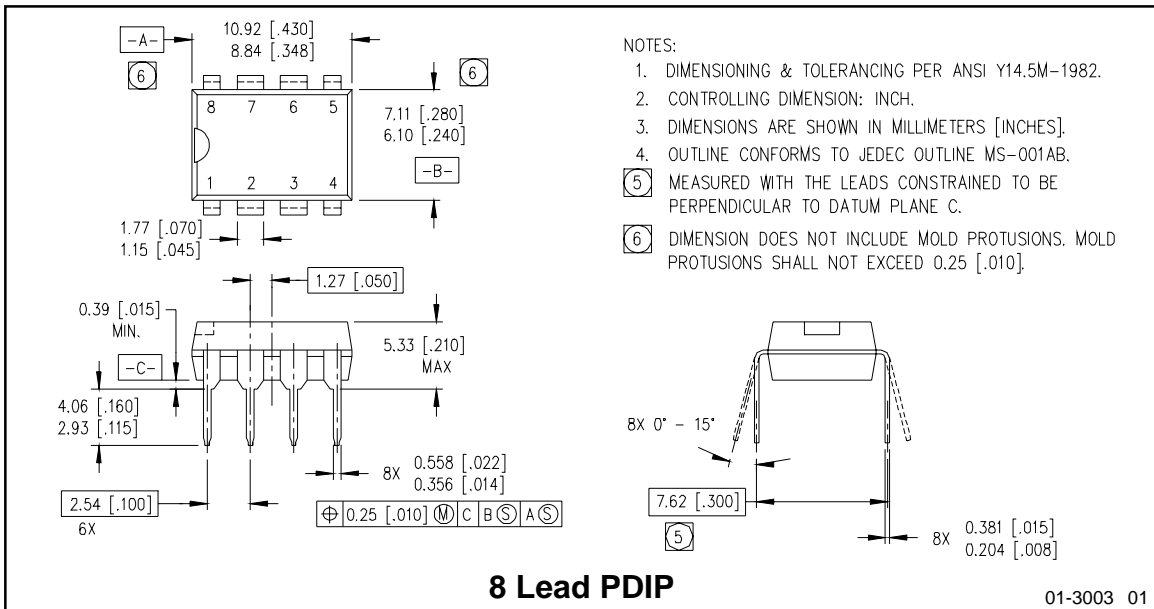 10.92 [.430]
8.84 [.348]
-A-
6
6
8 7 6 5
7.11 [.280]
6.10 [.240]
-B-
1 2 3 4
1.77 [.070]
1.15 [.045]
1.27 [.050]
0.39 [.015]
MIN.
5.33 [.210]
MAX
-C-
4.06 [.160]
2.93 [.115]
8X 0.558 [.022]
0.356 [.014]
2.54 [.100]
6X
⌖ 0.25 [.010] Ⓜ C B Ⓢ A Ⓢ
NOTES:
1. DIMENSIONING & TOLERANCING PER ANSI Y14.5M-1982.
2. CONTROLLING DIMENSION: INCH.
3. DIMENSIONS ARE SHOWN IN MILLIMETERS [INCHES].
4. OUTLINE CONFORMS TO JEDEC OUTLINE MS-001AB.
5 MEASURED WITH THE LEADS CONSTRAINED TO BE
PERPENDICULAR TO DATUM PLANE C.
6 DIMENSION DOES NOT INCLUDE MOLD PROTUSIONS. MOLD
PROTUSIONS SHALL NOT EXCEED 0.25 [.010].
8X 0° - 15°
7.62 [.300]
5
8X 0.381 [.015]
0.204 [.008]
8 Lead PDIP
01-3003 01